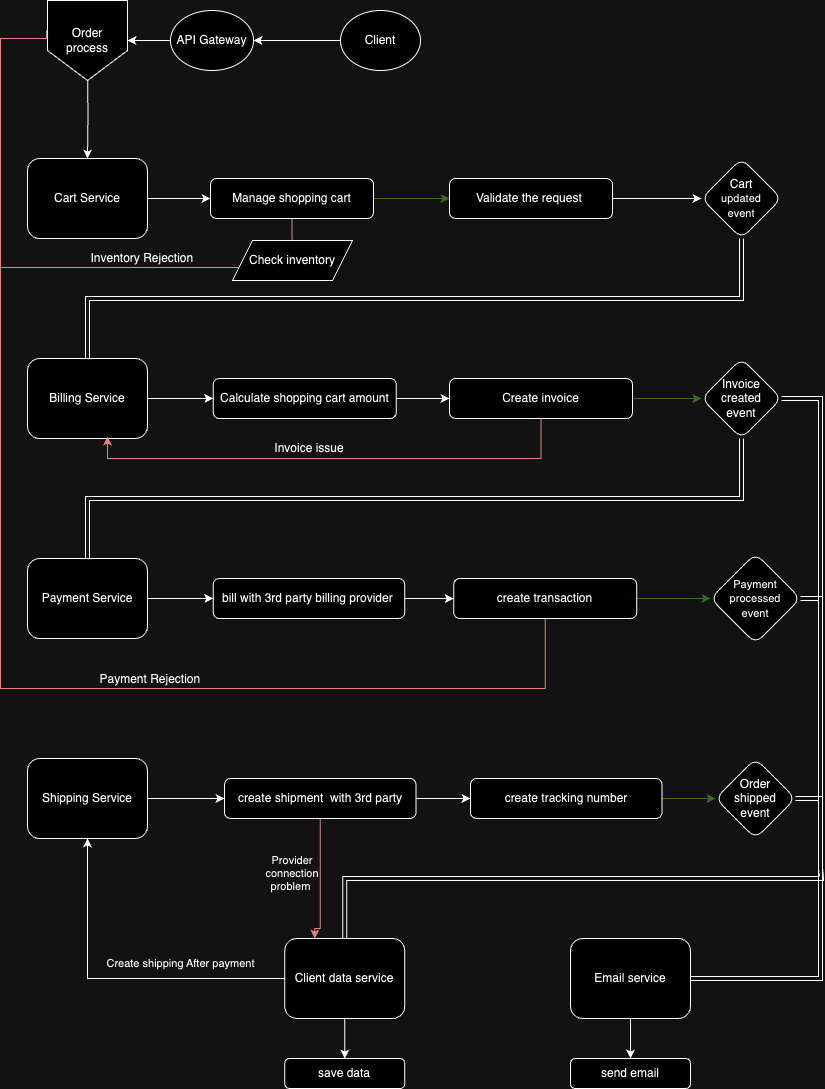 Order
process
API Gateway
Client
Cart Service
Manage shopping cart
Validate the request
Cart
updated
event
Inventory Rejection
Check inventory
Billing Service
Calculate shopping cart amount
Create invoice
Invoice
created
event
Invoice issue
Payment Service
bill with 3rd party billing provider
create transaction
Payment
processed
event
Payment Rejection
Shipping Service
create shipment with 3rd party
create tracking number
Order
shipped
event
Provider
connection
problem
Create shipping After payment
Client data service
Email service
save data
send email